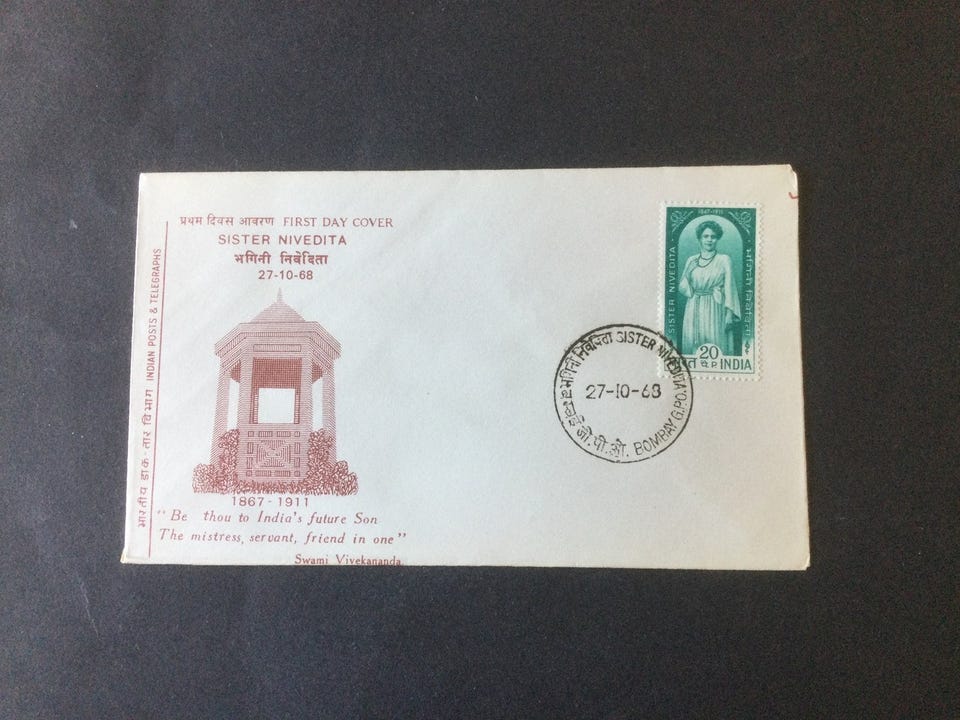 प्रथम दिवस आवरण FIRST DAY COVER
SISTER NIVEDITA
भगिनी निवेदिता
27-10-68
भारतीय डाक-तार विभाग INDIAN POSTS & TELEGRAPHS
1867 - 1911
"Be thou to India's future Son
The mistress, servant, friend in one"
Swami Vivekananda.
1867-1911
SISTER NIVEDITA
भगिनी निवेदिता
20
P
INDIA
भगिनी निवेदिता SISTER NIVEDITA
27-10-68
जी.पी.ओ. BOMBAY G.P.O.